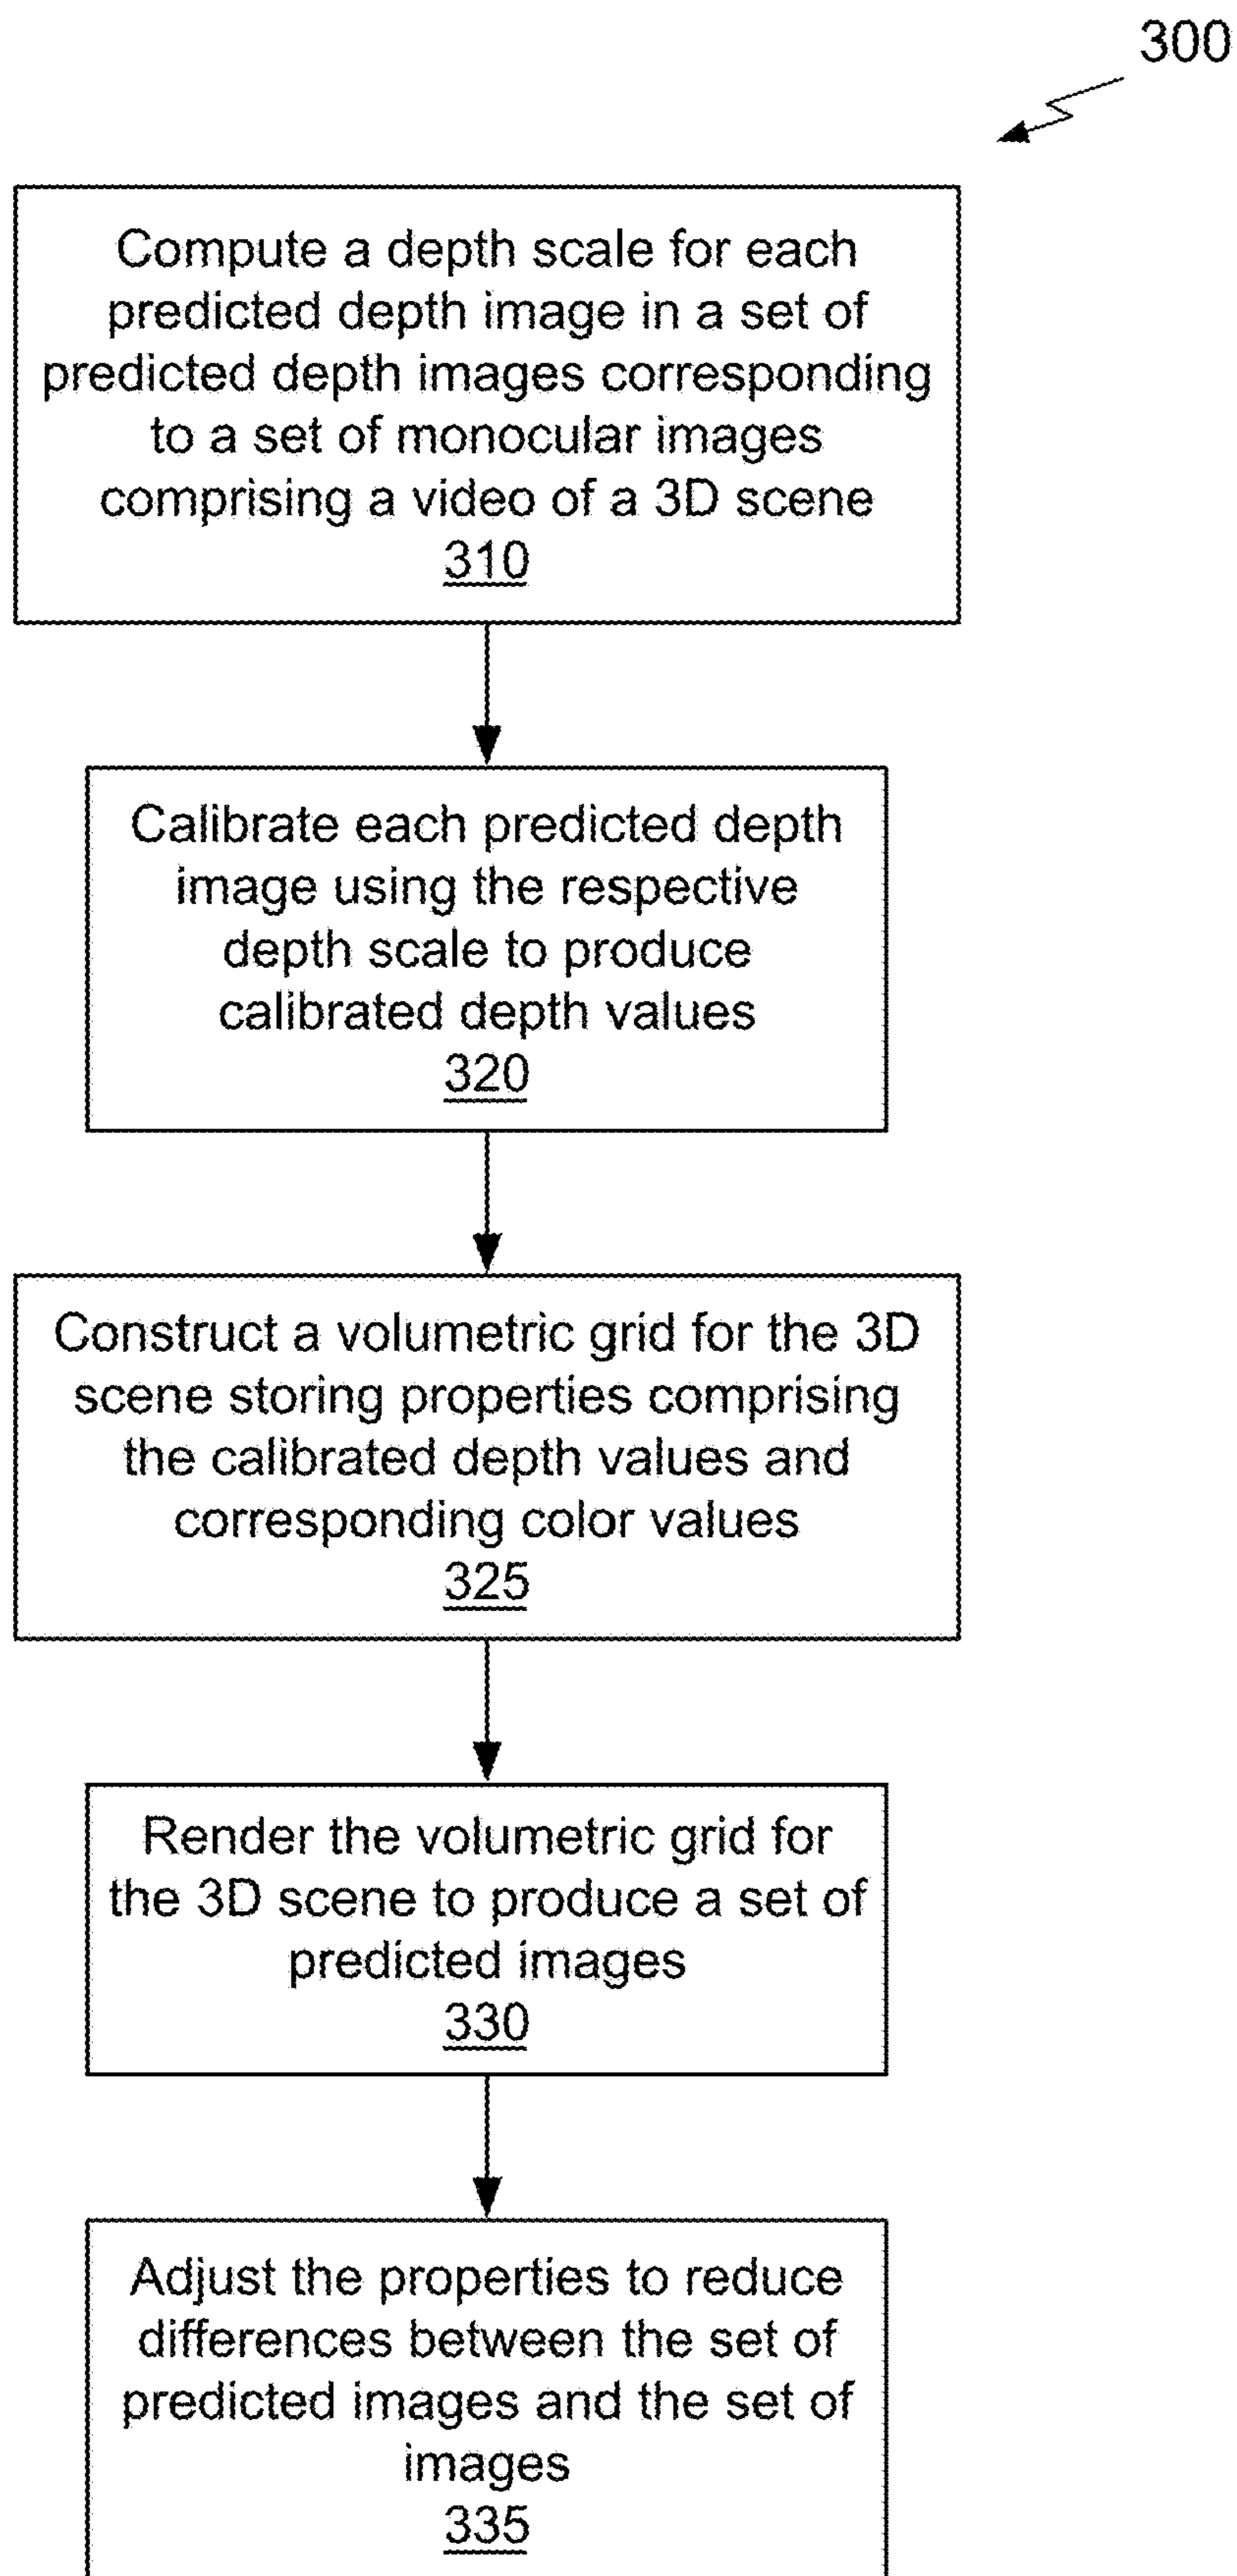 300
Compute a depth scale for each
predicted depth image in a set of
predicted depth images corresponding
to a set of monocular images
comprising a video of a 3D scene
310
Calibrate each predicted depth
image using the respective
depth scale to produce
calibrated depth values
320
Construct a volumetric grid for the 3D
scene storing properties comprising
the calibrated depth values and
corresponding color values
325
Render the volumetric grid for
the 3D scene to produce a set of
predicted images
330
Adjust the properties to reduce
differences between the set of
predicted images and the set of
images
335